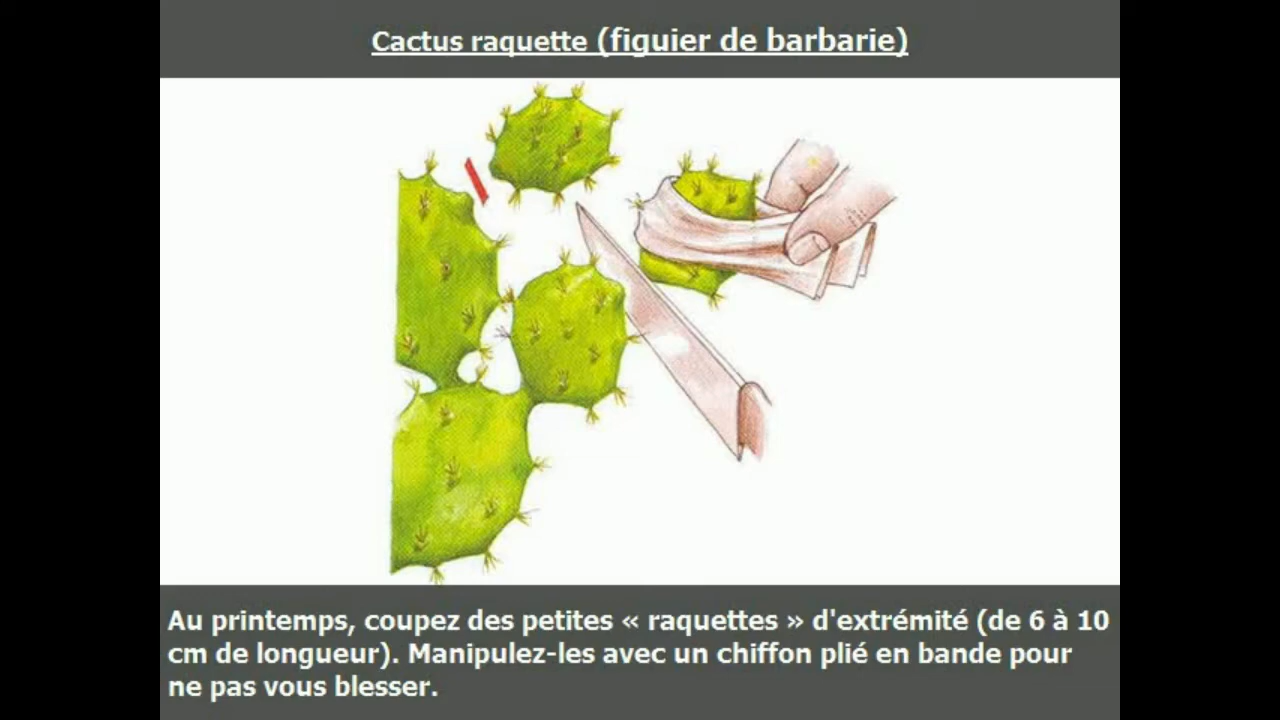 Cactus raquette (figuier de barbarie)
Au printemps, coupez des petites « raquettes » d'extrémité (de 6 à 10
cm de longueur). Manipulez-les avec un chiffon plié en bande pour
ne pas vous blesser.